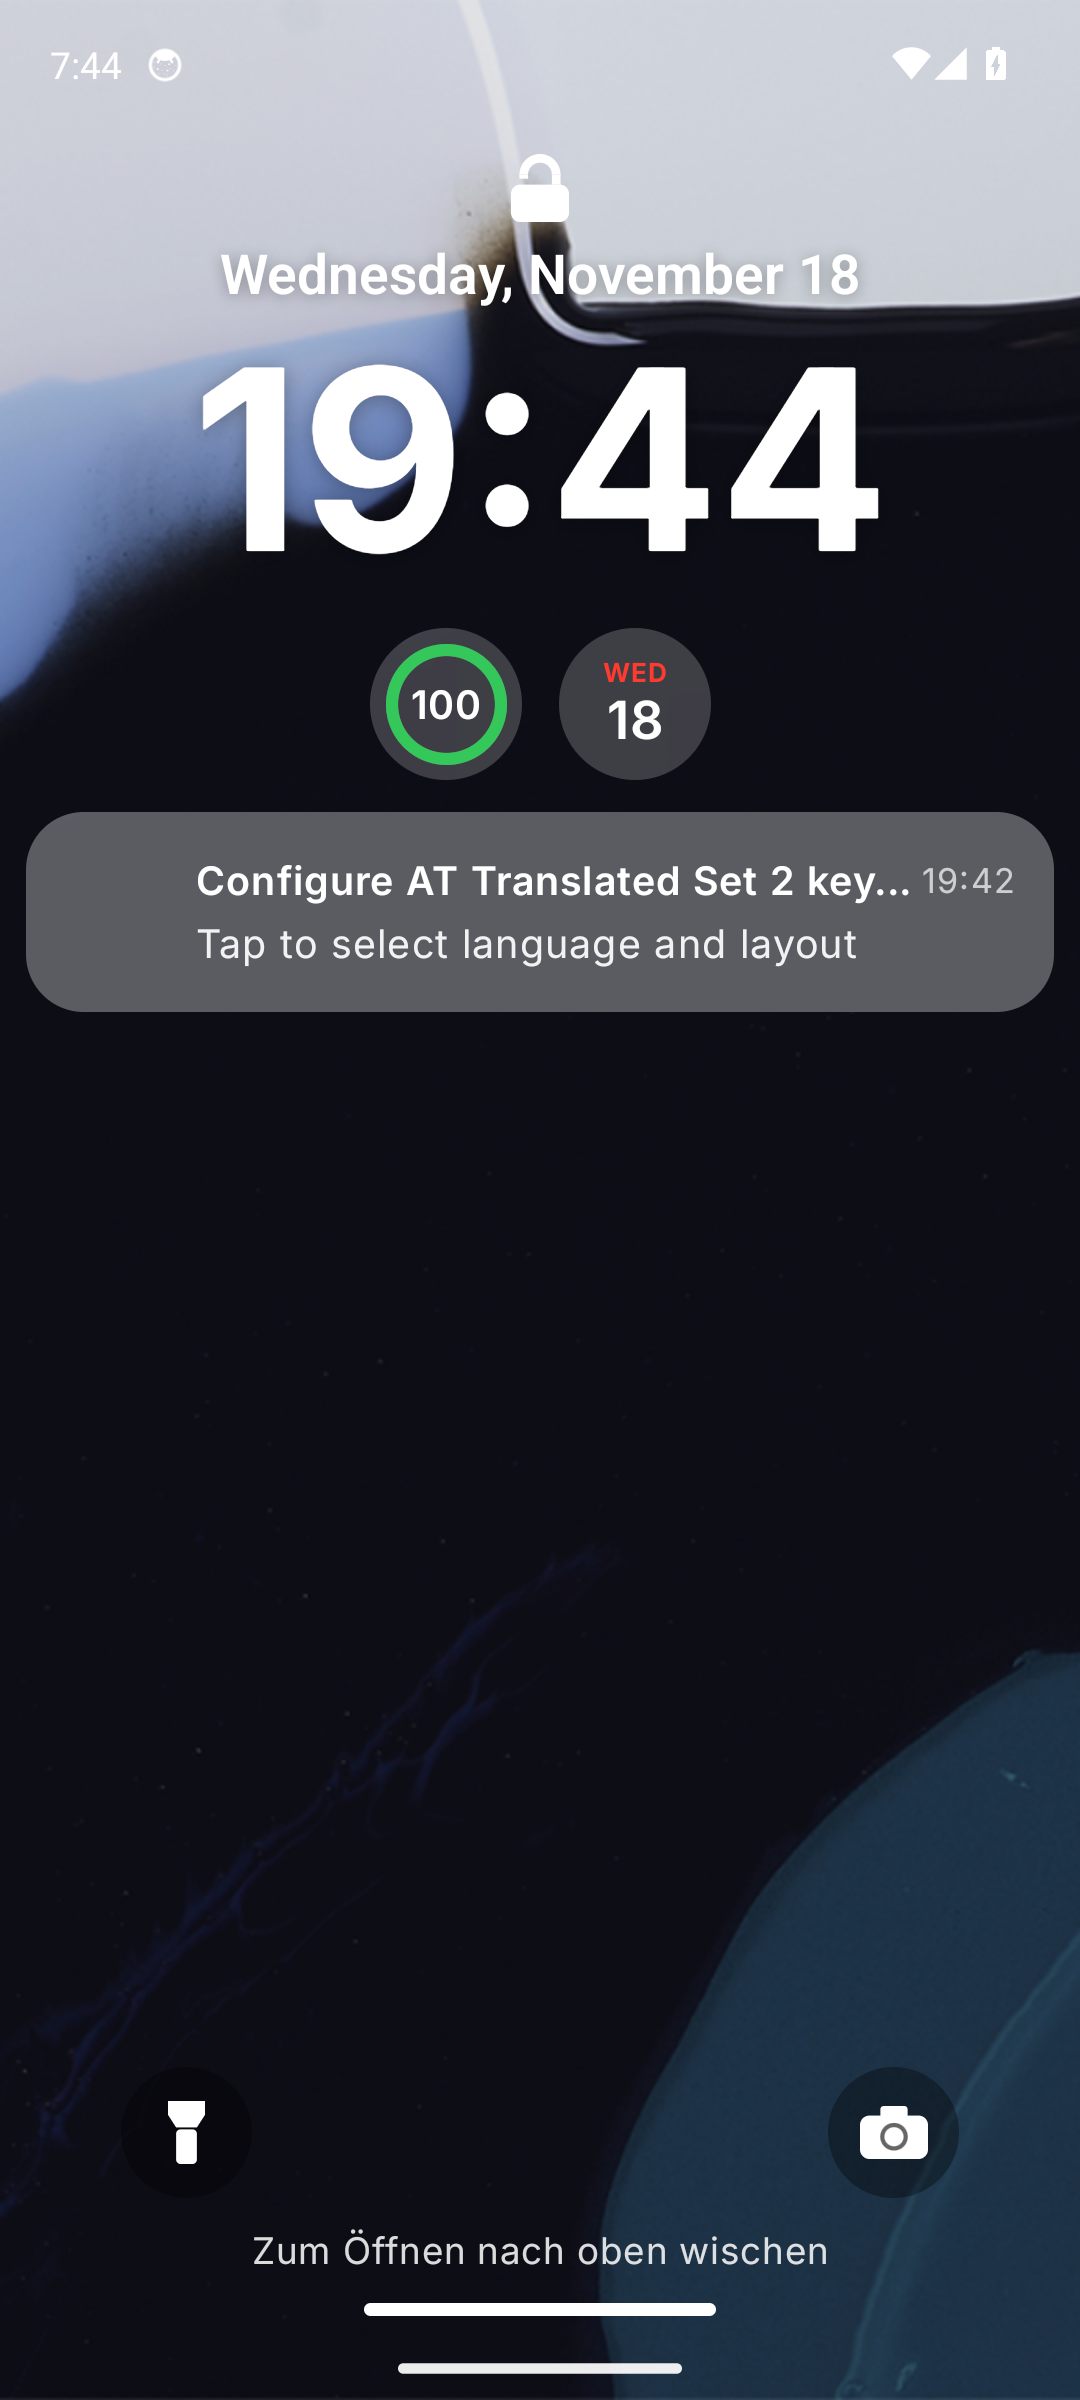 7:44
Wednesday, November 18
19:44
100
WED
18
Configure AT Translated Set 2 key... 19:42
Tap to select language and layout
Zum Öffnen nach oben wischen